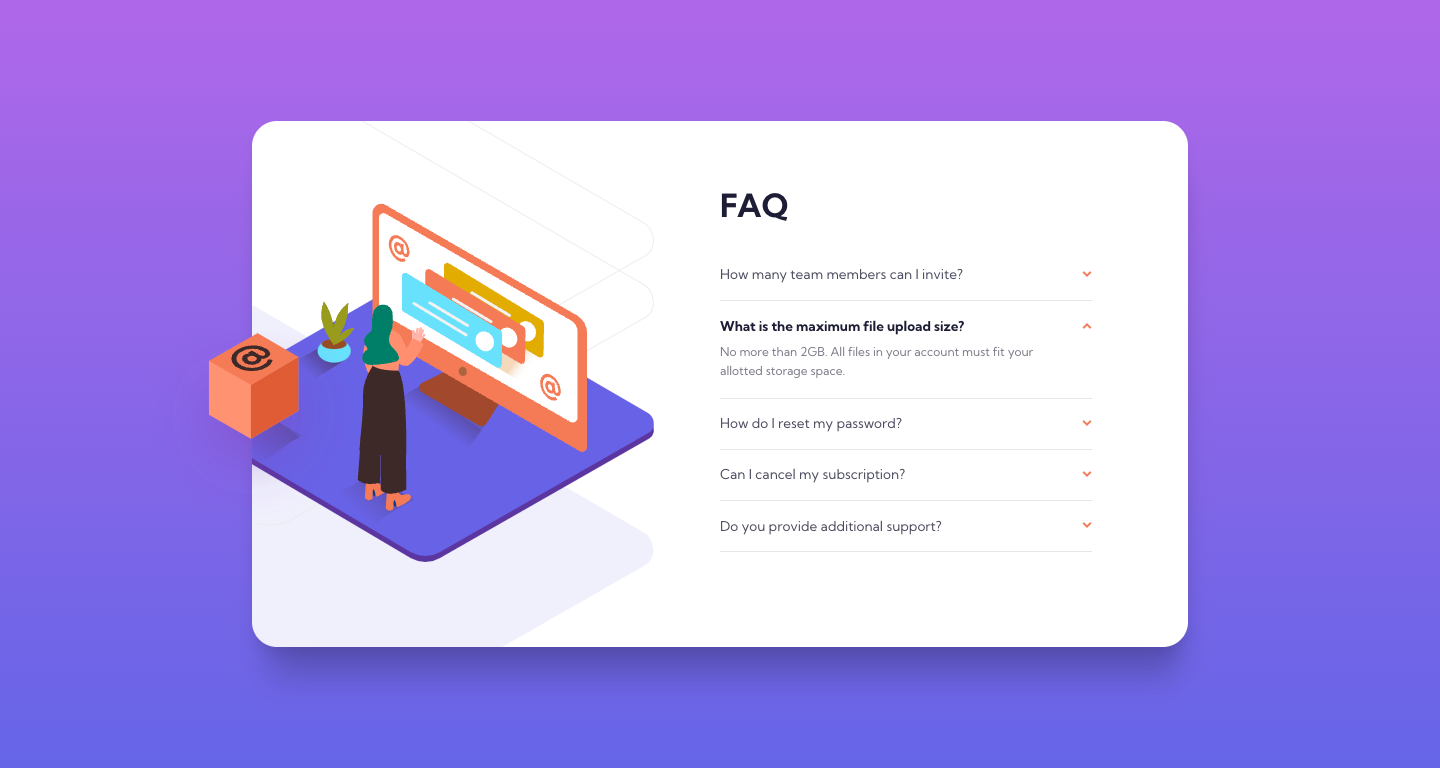 FAQ
How many team members can I invite?
What is the maximum file upload size?
No more than 2GB. All files in your account must fit your
allotted storage space.
How do I reset my password?
Can I cancel my subscription?
Do you provide additional support?
@
@
@